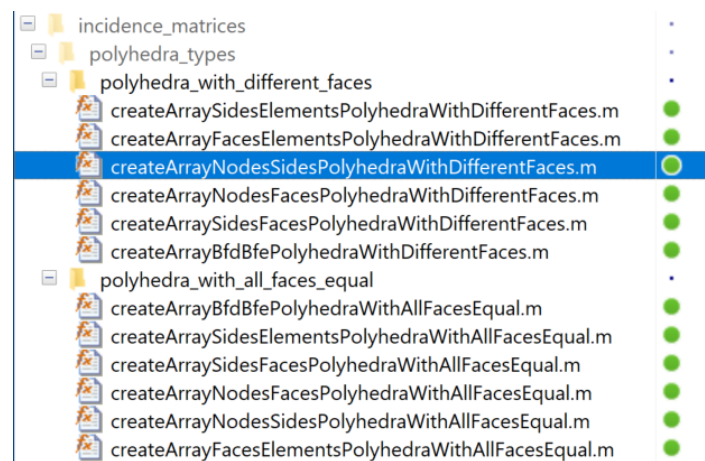 incidence_matrices
polyhedra_types
polyhedra_with_different_faces
createArraySidesElementsPolyhedraWithDifferentFaces.m
createArrayFacesElementsPolyhedraWithDifferentFaces.m
createArrayNodesSidesPolyhedraWithDifferentFaces.m
createArrayNodesFacesPolyhedraWithDifferentFaces.m
createArraySidesFacesPolyhedraWithDifferentFaces.m
createArrayBfdBfePolyhedraWithDifferentFaces.m
polyhedra_with_all_faces_equal
createArrayBfdBfePolyhedraWithAllFacesEqual.m
createArraySidesElementsPolyhedraWithAllFacesEqual.m
createArraySidesFacesPolyhedraWithAllFacesEqual.m
createArrayNodesFacesPolyhedraWithAllFacesEqual.m
createArrayNodesSidesPolyhedraWithAllFacesEqual.m
createArrayFacesElementsPolyhedraWithAllFacesEqual.m